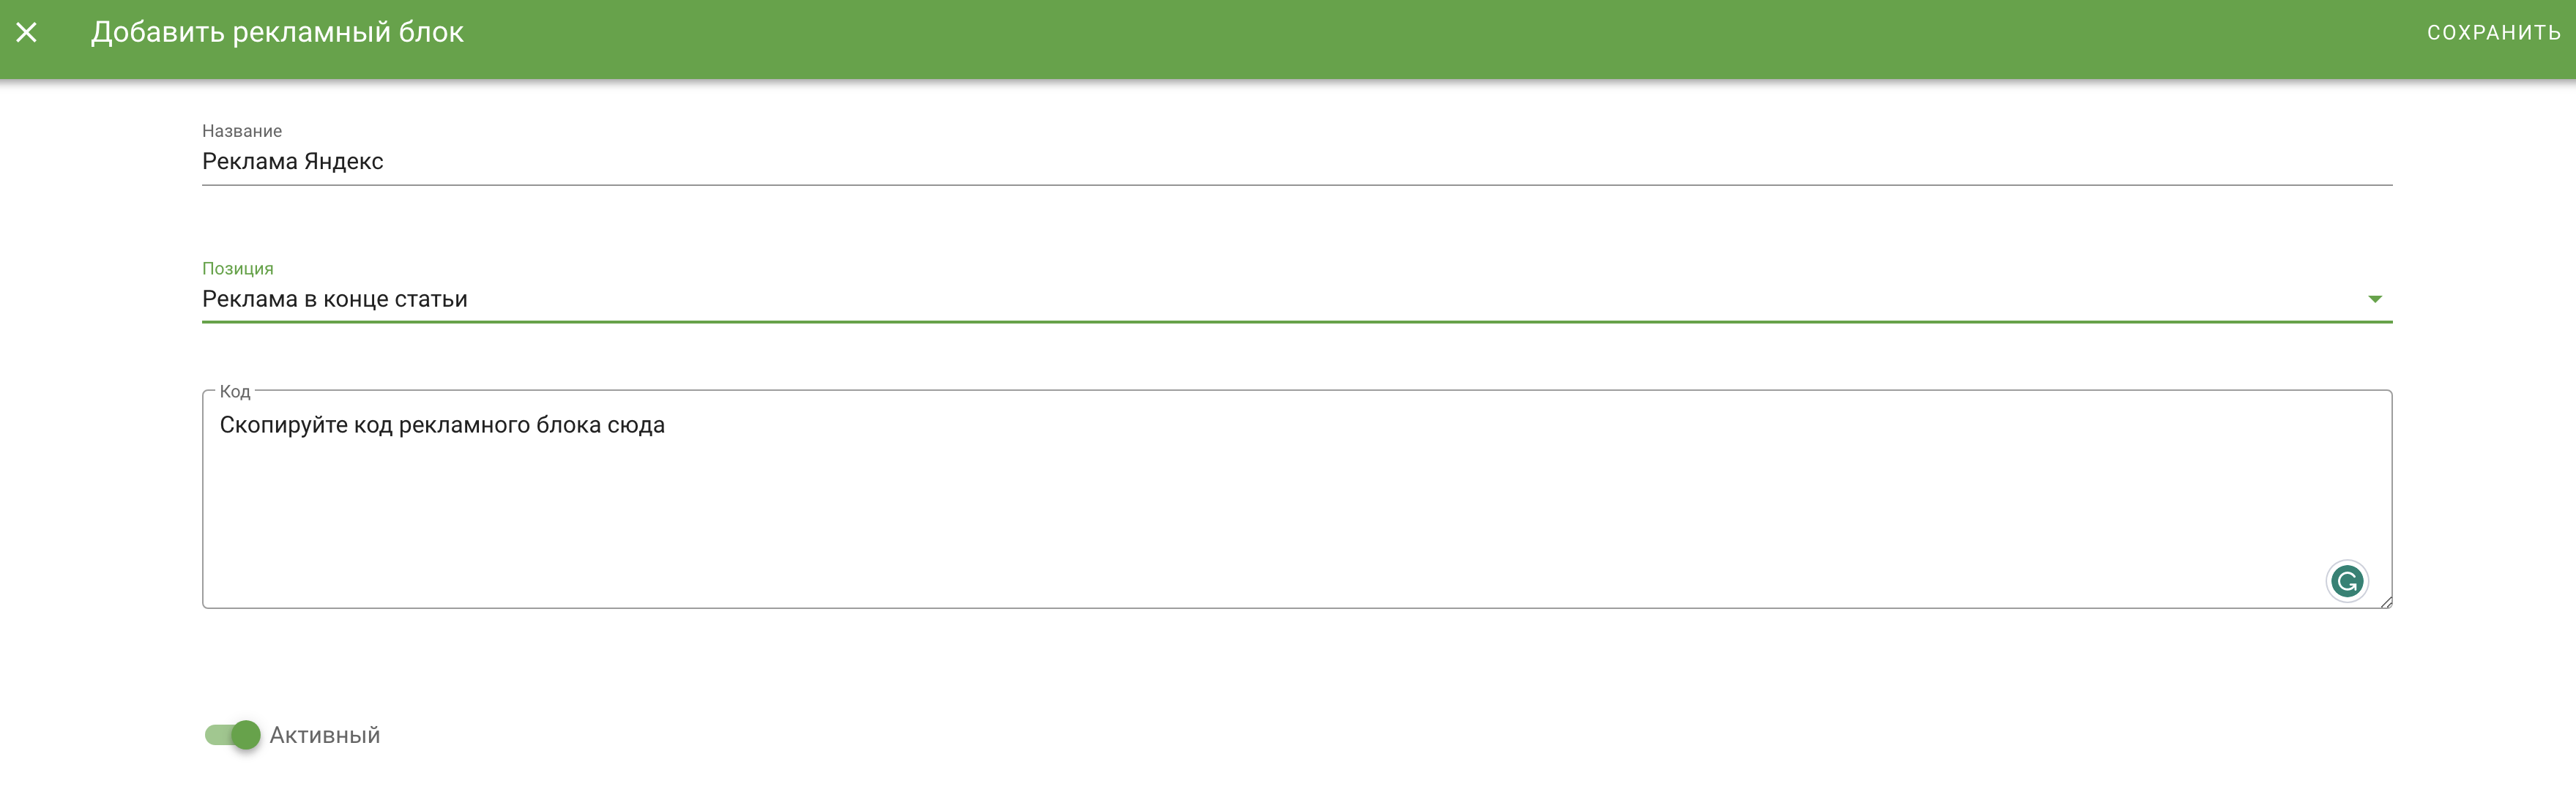 Добавить рекламный блок
СОХРАНИТЬ
Название
Реклама Яндекс
Позиция
Реклама в конце статьи
Код
Скопируйте код рекламного блока сюда
Активный